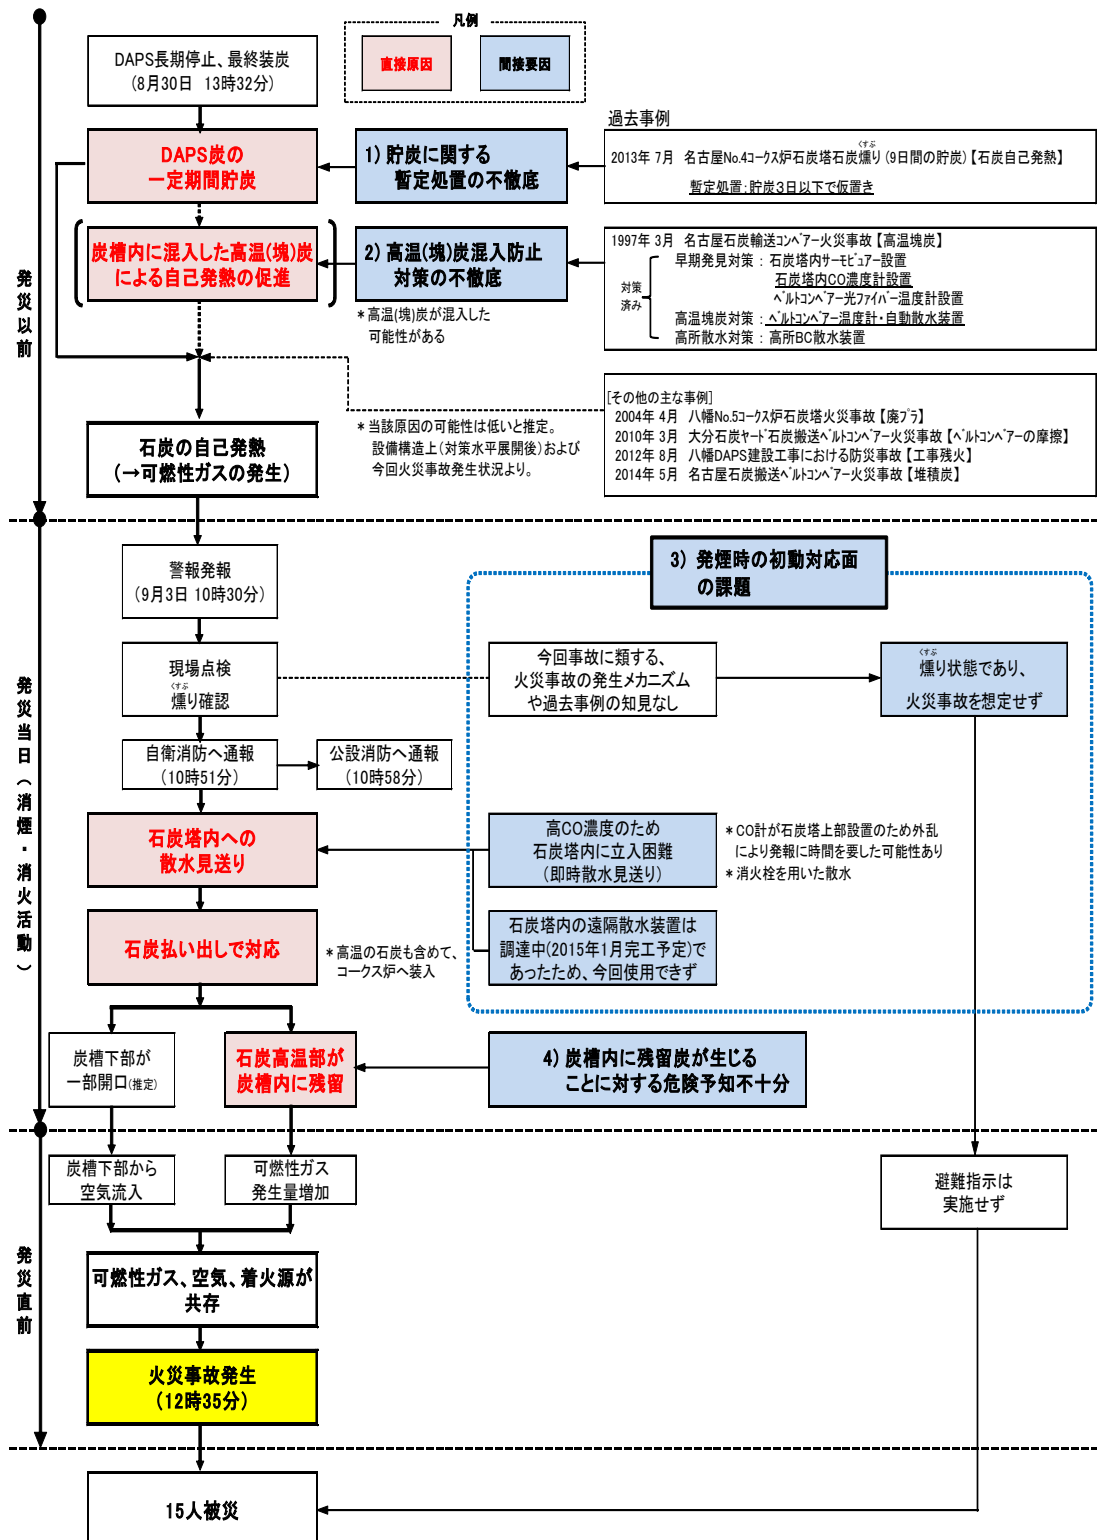 凡例
直接原因
間接要因
発災以前
DAPS長期停止、最終装炭
(8月30日 13時32分)
DAPS炭の
一定期間貯炭
1) 貯炭に関する
暫定処置の不徹底
過去事例
2013年 7月 名古屋No.4コークス炉石炭塔石炭燻り (9日間の貯炭)【石炭自己発熱】
くすぶ
暫定処置:貯炭3日以下で仮置き
炭槽内に混入した高温(塊)炭
による自己発熱の促進
2) 高温(塊)炭混入防止
対策の不徹底
*高温(塊)炭が混入した
可能性がある
1997年 3月 名古屋石炭輸送コンベアー火災事故【高温塊炭】
対策
済み
早期発見対策 : 石炭塔内サーモビュアー設置
石炭塔内CO濃度計設置
ベルトコンベアー光ファイバー温度計設置
高温塊炭対策 : ベルトコンベアー温度計・自動散水装置
高所散水対策 : 高所BC散水装置
[その他の主な事例]
2004年 4月 八幡No.5コークス炉石炭塔火災事故【廃プラ】
2010年 3月 大分石炭ヤード石炭搬送ベルトコンベアー火災事故【ベルトコンベアーの摩擦】
2012年 8月 八幡DAPS建設工事における防災事故【工事残火】
2014年 5月 名古屋石炭搬送ベルトコンベアー火災事故【堆積炭】
*当該原因の可能性は低いと推定。
設備構造上(対策水平展開後)および
今回火災事故発生状況より。
石炭の自己発熱
(→可燃性ガスの発生)
発災当日(消煙・消火活動)
警報発報
(9月3日 10時30分)
3) 発煙時の初動対応面
の課題
現場点検
くすぶ
燻り確認
今回事故に類する、
火災事故の発生メカニズム
や過去事例の知見なし
くすぶ
燻り状態であり、
火災事故を想定せず
自衛消防へ通報
(10時51分)
公設消防へ通報
(10時58分)
石炭塔内への
散水見送り
高CO濃度のため
石炭塔内に立入困難
(即時散水見送り)
*CO計が石炭塔上部設置のため外乱
により発報に時間を要した可能性あり
*消火栓を用いた散水
石炭払い出しで対応
*高温の石炭も含めて、
コークス炉へ装入
石炭塔内の遠隔散水装置は
調達中(2015年1月完工予定)で
あったため、今回使用できず
炭槽下部が
一部開口(推定)
石炭高温部が
炭槽内に残留
4) 炭槽内に残留炭が生じる
ことに対する危険予知不十分
発災直前
炭槽下部から
空気流入
可燃性ガス
発生量増加
避難指示は
実施せず
可燃性ガス、空気、着火源が
共存
火災事故発生
(12時35分)
15人被災